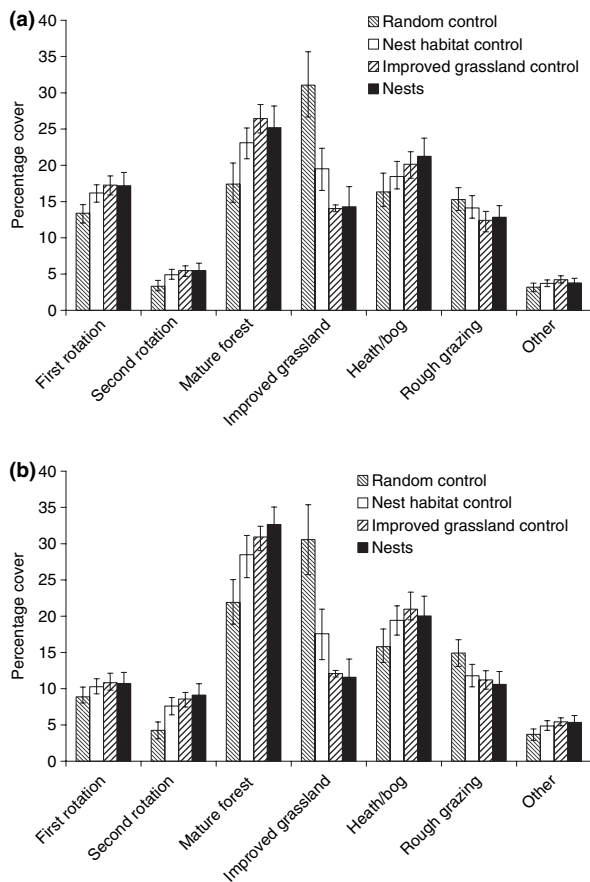 (a)
40
35
30
25
20
15
10
5
0
Percentage cover
Random control
Nest habitat control
Improved grassland control
Nests
First rotation
Second rotation
Mature forest
Improved grassland
Heath/bog
Rough grazing
Other
(b)
40
35
30
25
20
15
10
5
0
Percentage cover
Random control
Nest habitat control
Improved grassland control
Nests
First rotation
Second rotation
Mature forest
Improved grassland
Heath/bog
Rough grazing
Other